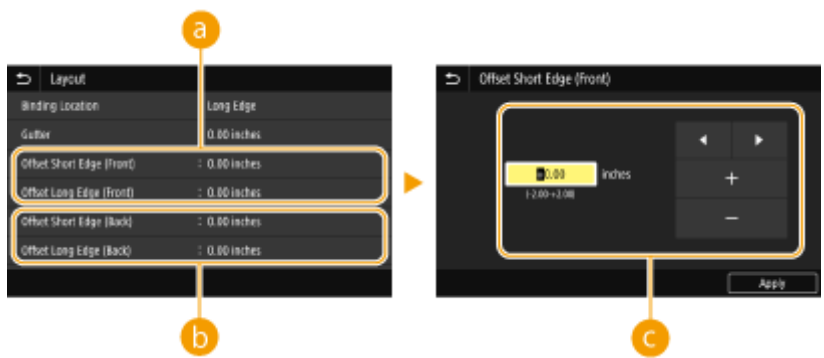 a
Layout
Binding Location Long Edge
Gutter 0.00 inches
Offset Short Edge (Front) : 0.00 inches
Offset Long Edge (Front) : 0.00 inches
Offset Short Edge (Back) : 0.00 inches
Offset Long Edge (Back) : 0.00 inches
b
Offset Short Edge (Front)
0.00 inches
(-2.00-+2.00)
+
-
Apply
c